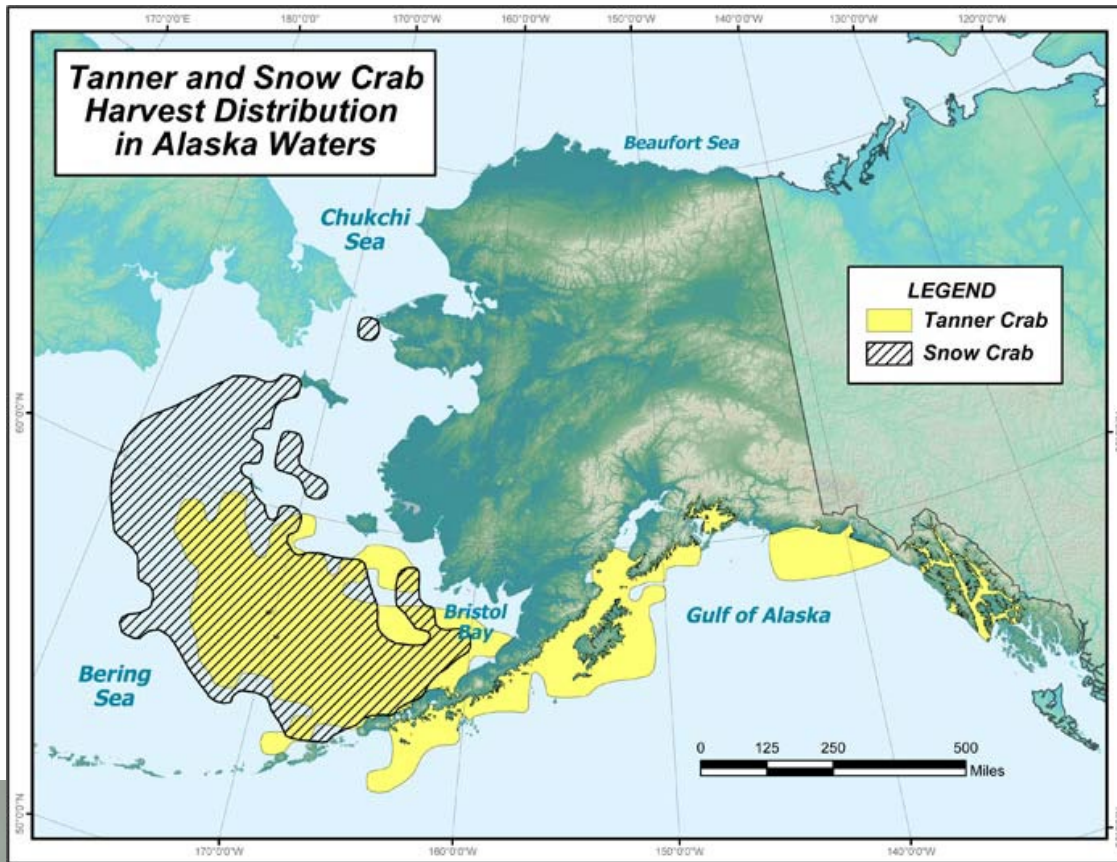 170°0'0"E
180°0'0"
170°0'0"W
160°0'0"W
150°0'0"W
140°0'0"W
130°0'0"W
120°0'0"W
Tanner and Snow Crab
Harvest Distribution
in Alaska Waters
Beaufort Sea
Chukchi
Sea
LEGEND
Tanner Crab
Snow Crab
60°0'0"N
Bristol
Bay
Gulf of Alaska
Bering
Sea
0 125 250 500
Miles
50°0'0"N
170°0'0"W
160°0'0"W
150°0'0"W
140°0'0"W